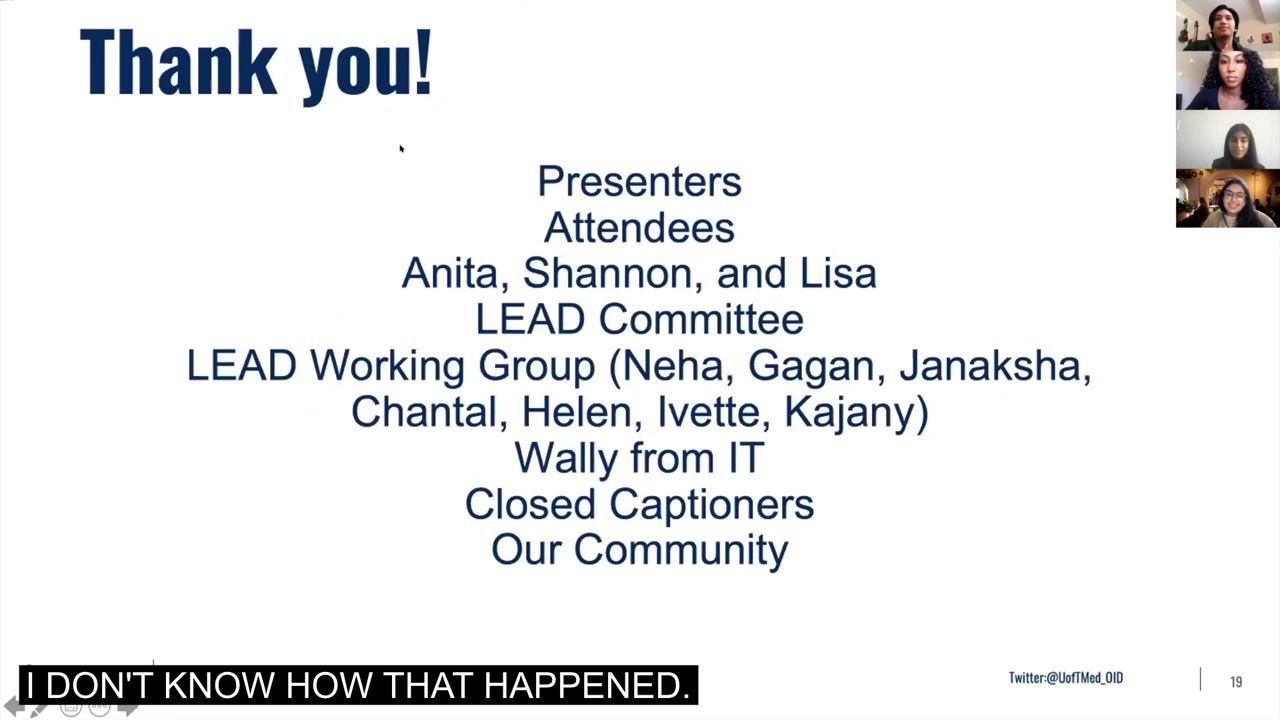 Thank you!
Presenters
Attendees
Anita, Shannon, and Lisa
LEAD Committee
LEAD Working Group (Neha, Gagan, Janaksha,
Chantal, Helen, Ivette, Kajany)
Wally from IT
Closed Captioners
Our Community
I DON'T KNOW HOW THAT HAPPENED.
Twitter:@UofTMed_OID
19